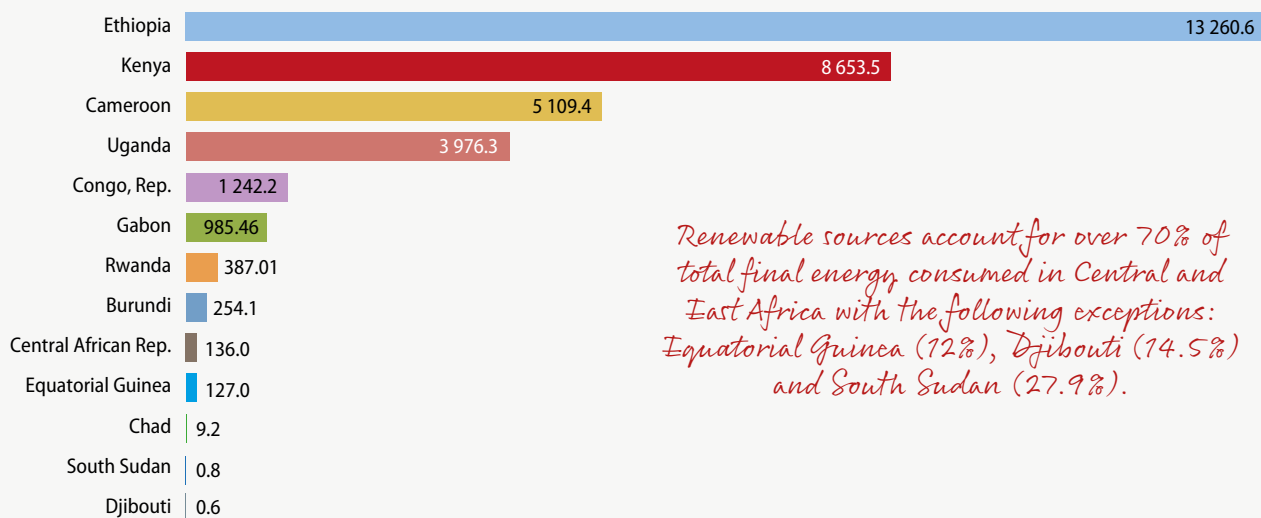 Ethiopia 13 260.6
Kenya 8 653.5
Cameroon 5 109.4
Uganda 3 976.3
Congo, Rep. 1 242.2
Gabon 985.46
Rwanda 387.01
Burundi 254.1
Central African Rep. 136.0
Equatorial Guinea 127.0
Chad 9.2
South Sudan 0.8
Djibouti 0.6
Renewable sources account for over 70% of
total final energy consumed in Central and
East Africa with the following exceptions:
Equatorial Guinea (12%), Djibouti (14.5%)
and South Sudan (27.9%).